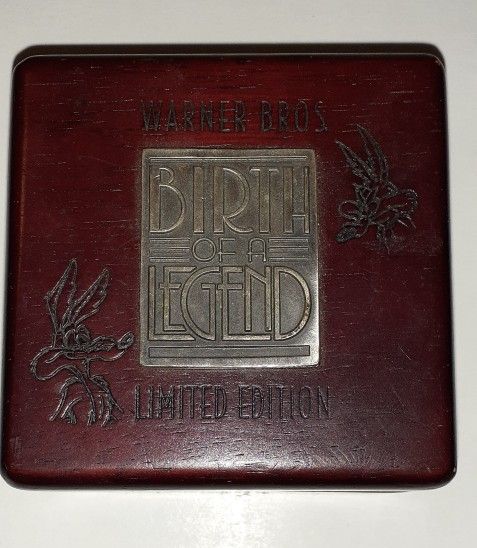 WARNER BROS.
BIRTH
OF A
LEGEND
LIMITED EDITION